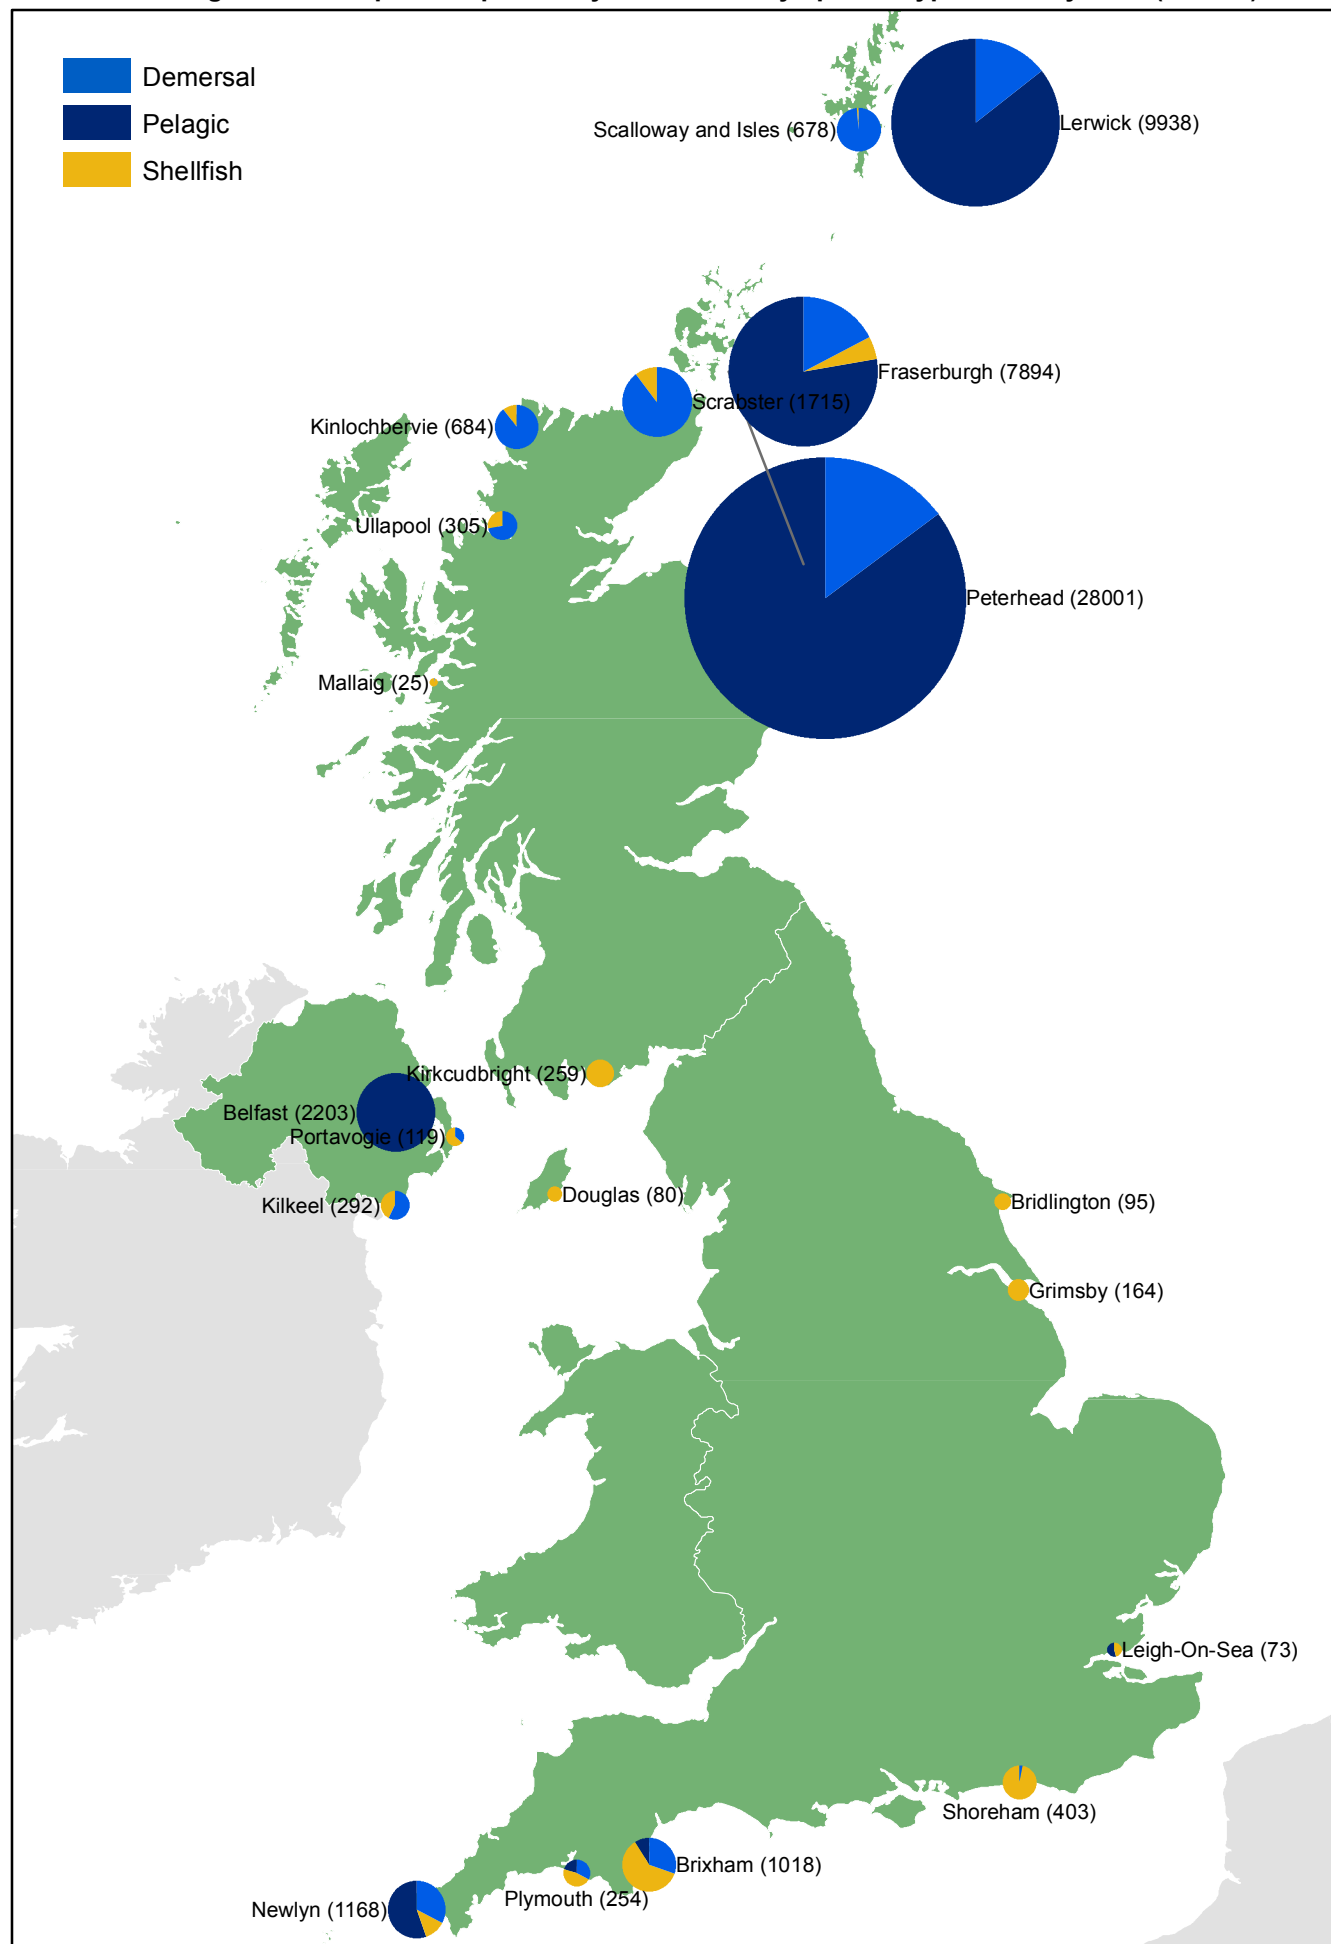 Demersal
Pelagic
Shellfish
Lerwick (9938)
Scalloway and Isles (678)
Fraserburgh (7894)
Scrabster (1715)
Kinlochbervie (684)
Ullapool (305)
Peterhead (28001)
Mallaig (25)
Kirkcudbright (259)
Belfast (2203)
Portavogie (119)
Douglas (80)
Kilkeel (292)
Bridlington (95)
Grimsby (164)
Leigh-On-Sea (73)
Shoreham (403)
Brixham (1018)
Plymouth (254)
Newlyn (1168)